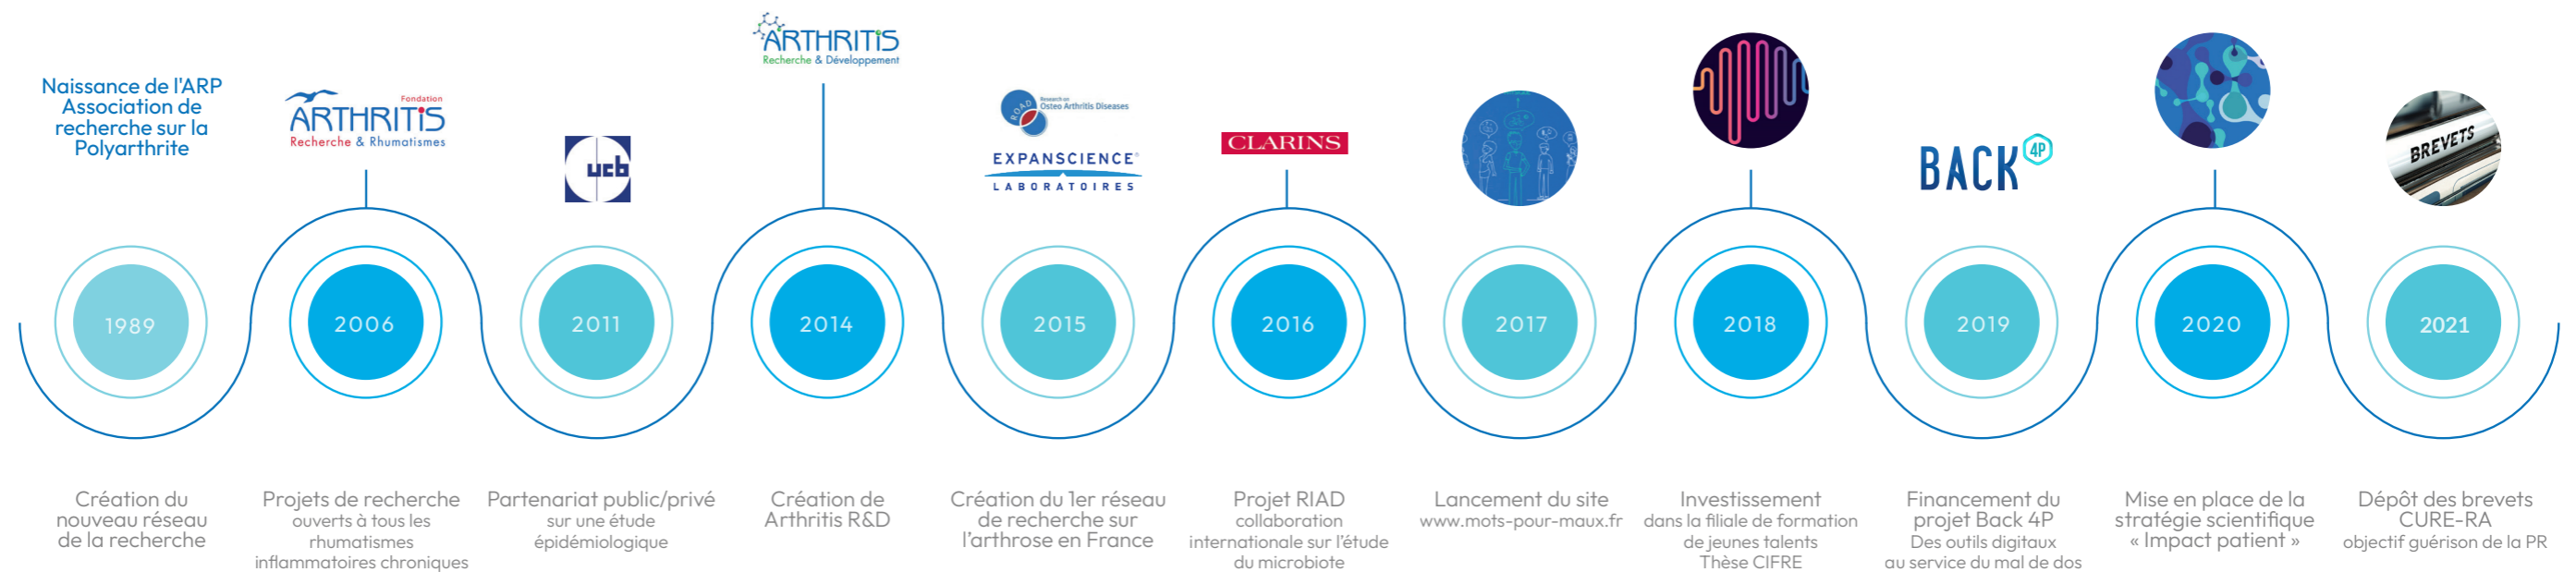 Naissance de l'ARP
Association de
recherche sur la
Polyarthrite
1989
Création du
nouveau réseau
de la recherche
Fondation
ARTHRITIS
Recherche & Rhumatismes
2006
Projets de recherche
ouverts à tous les
rhumatismes
inflammatoires chroniques
ucb
2011
Partenariat public/privé
sur une étude
épidémiologique
ARTHRITIS
Recherche & Développement
2014
Création de
Arthritis R&D
ROAD
Research on
Osteo Arthritis Diseases
EXPANSCIENCE®
LABORATOIRES
2015
Création du 1er réseau
de recherche sur
l'arthrose en France
CLARINS
2016
Projet RIAD
collaboration
internationale sur l'étude
du microbiote
2017
Lancement du site
www.mots-pour-maux.fr
2018
Investissement
dans la filiale de formation
de jeunes talents
Thèse CIFRE
BACK 4P
2019
Financement du
projet Back 4P
Des outils digitaux
au service du mal de dos
2020
Mise en place de la
stratégie scientifique
« Impact patient »
BREVETS
2021
Dépôt des brevets
CURE-RA
objectif guérison de la PR